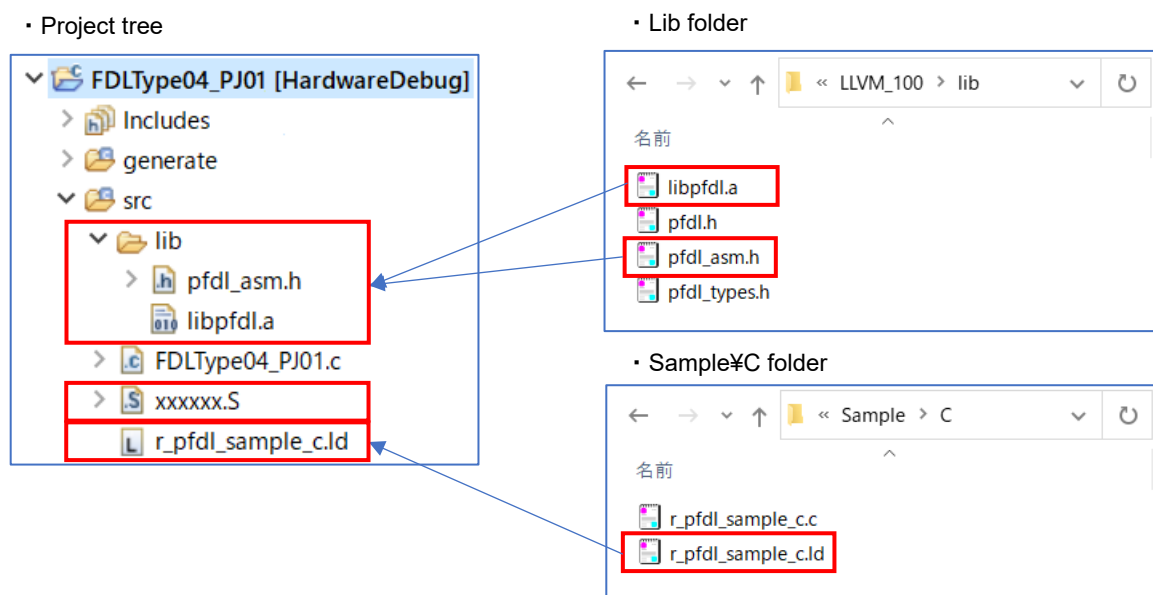 ・Project tree
FDLType04_PJ01 [HardwareDebug]
Includes
generate
src
lib
pfdl_asm.h
libpfdl.a
FDLType04_PJ01.c
xxxxxx.S
r_pfdl_sample_c.ld
・Lib folder
« LLVM_100 > lib
名前
libpfdl.a
pfdl.h
pfdl_asm.h
pfdl_types.h
・Sample¥C folder
« Sample > C
名前
r_pfdl_sample_c.c
r_pfdl_sample_c.ld